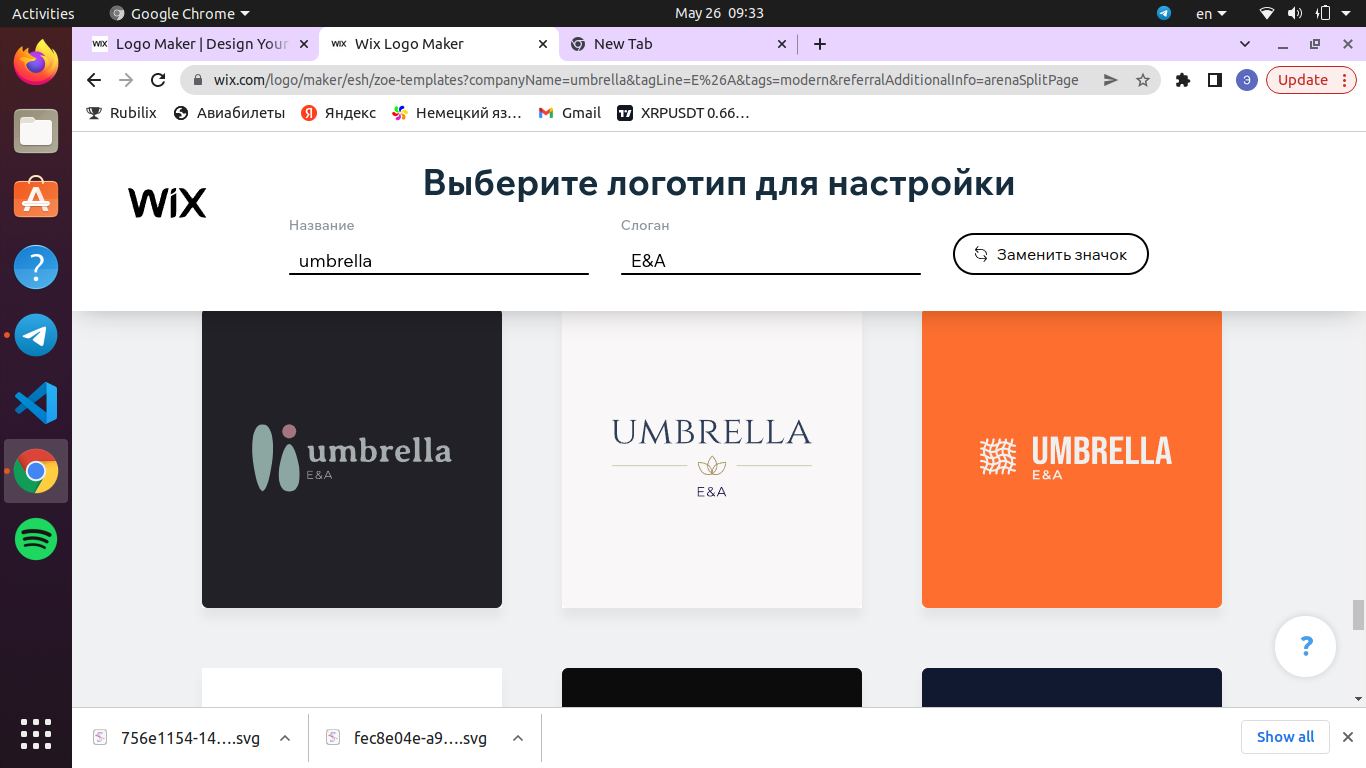 Activities
Google Chrome
May 26 09:33
en
WiX Logo Maker | Design Your
WiX Wix Logo Maker
New Tab
wix.com/logo/maker/esh/zoe-templates?companyName=umbrella&tagLine=E%26A&tags=modern&referralAdditionalInfo=arenaSplitPage
Э
Update
Rubilix
Авиабилеты
Я Яндекс
Немецкий яз…
Gmail
XRPUSDT 0.66…
WiX
Выберите логотип для настройки
Название
Слоган
umbrella
E&A
Заменить значок
umbrella
E&A
UMBRELLA
E&A
UMBRELLA
E&A
?
756e1154-14….svg
fec8e04e-a9….svg
Show all